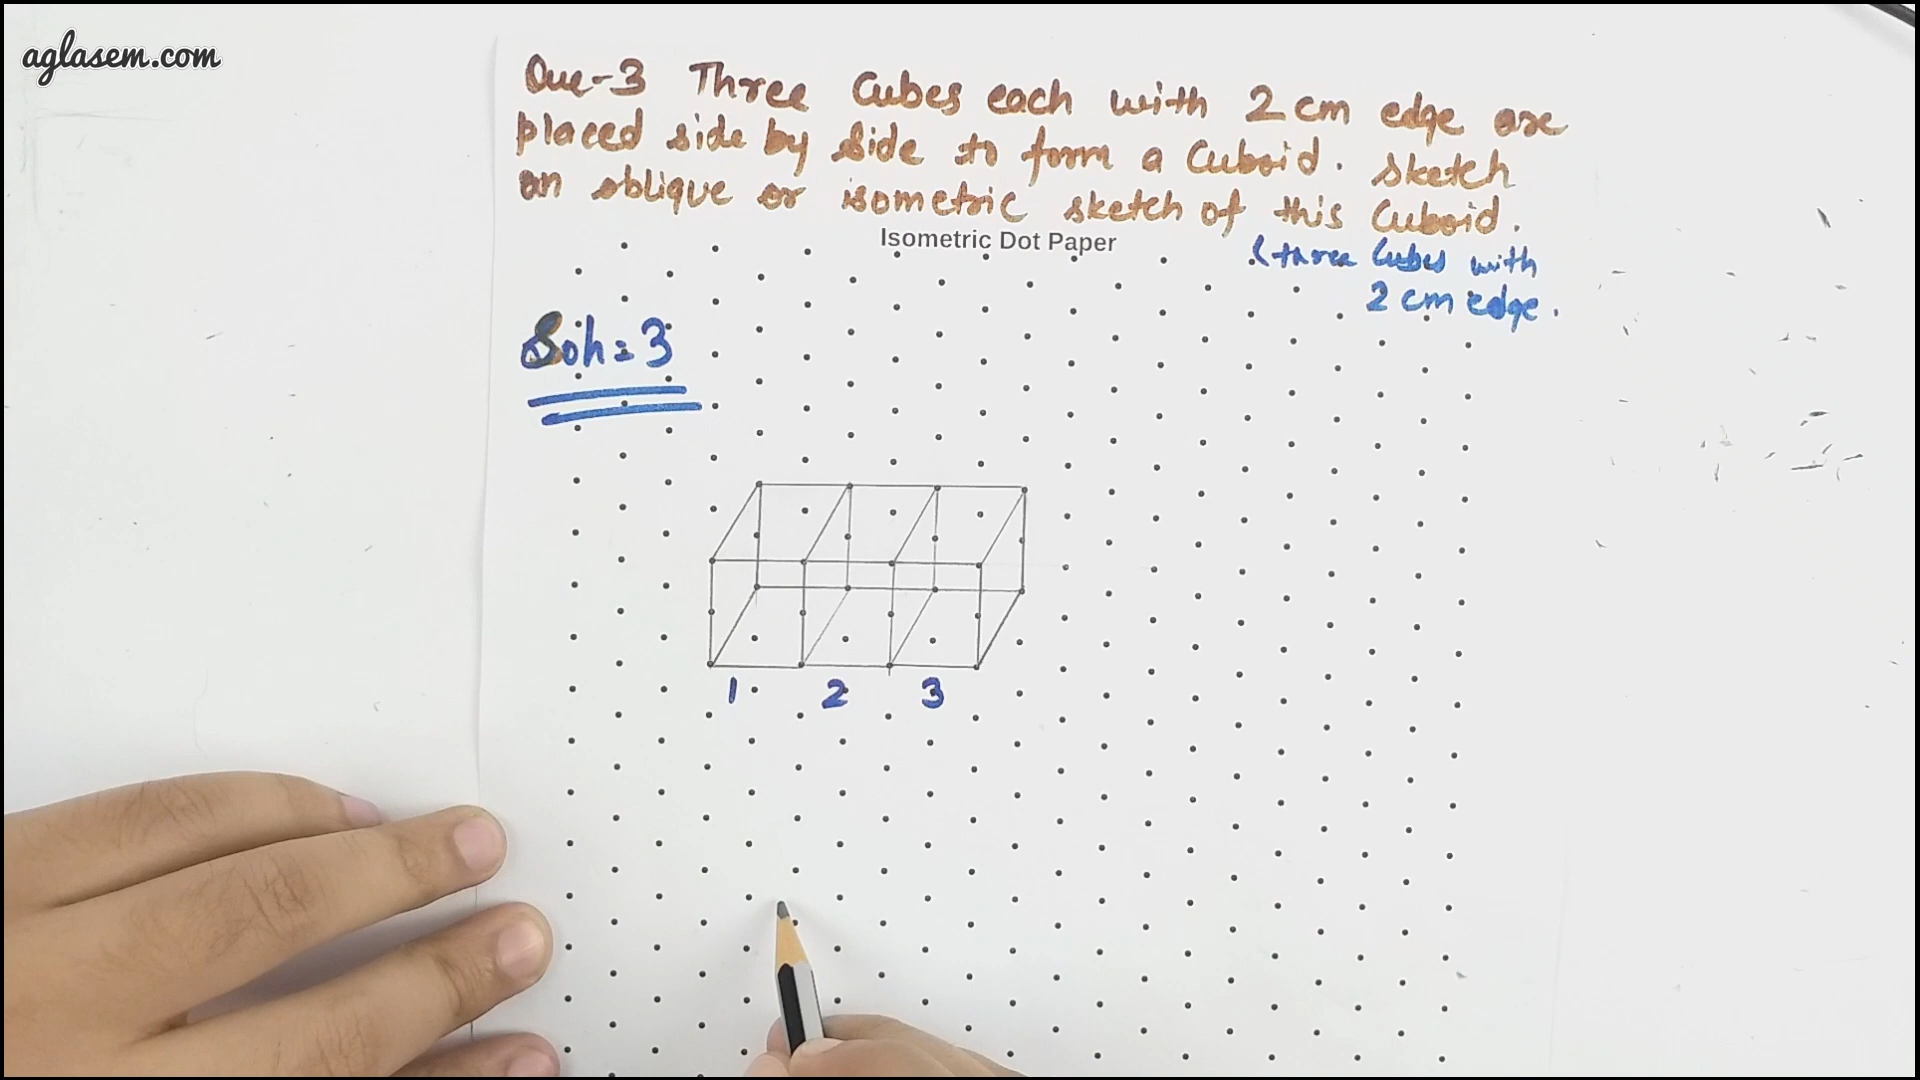 aglasem.com
Que-3 Three Cubes each with 2 cm edge are
placed side by side to form a Cuboid. Sketch
an oblique or isometric sketch of this Cuboid.
Isometric Dot Paper
(three Cubes with
2 cm edge.
Soln = 3
1 2 3